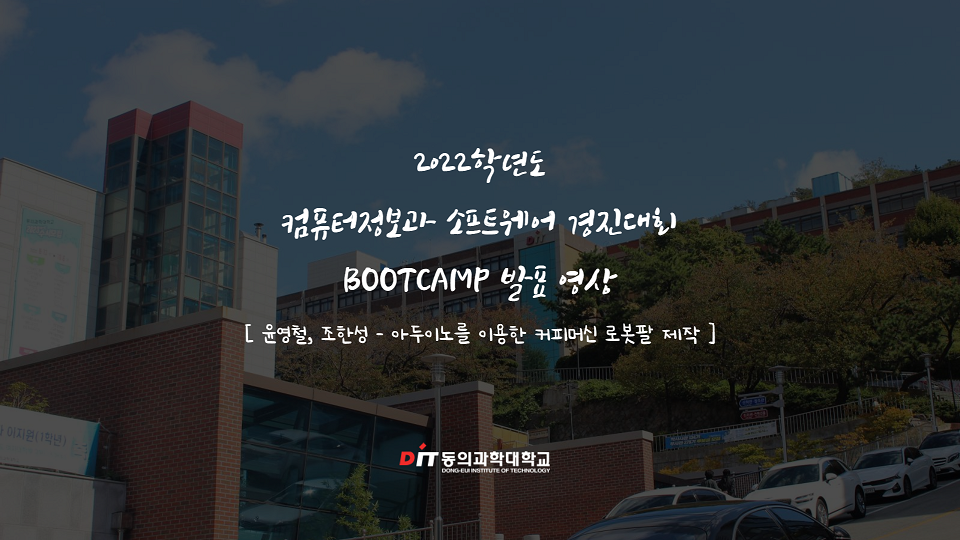 2022학년도
컴퓨터정보과 소프트웨어 경진대회
BOOTCAMP 발표 영상
[ 윤영철, 조한성 - 아두이노를 이용한 커피머신 로봇팔 제작 ]
DIT 동의과학대학교
DONG-EUI INSTITUTE OF TECHNOLOGY